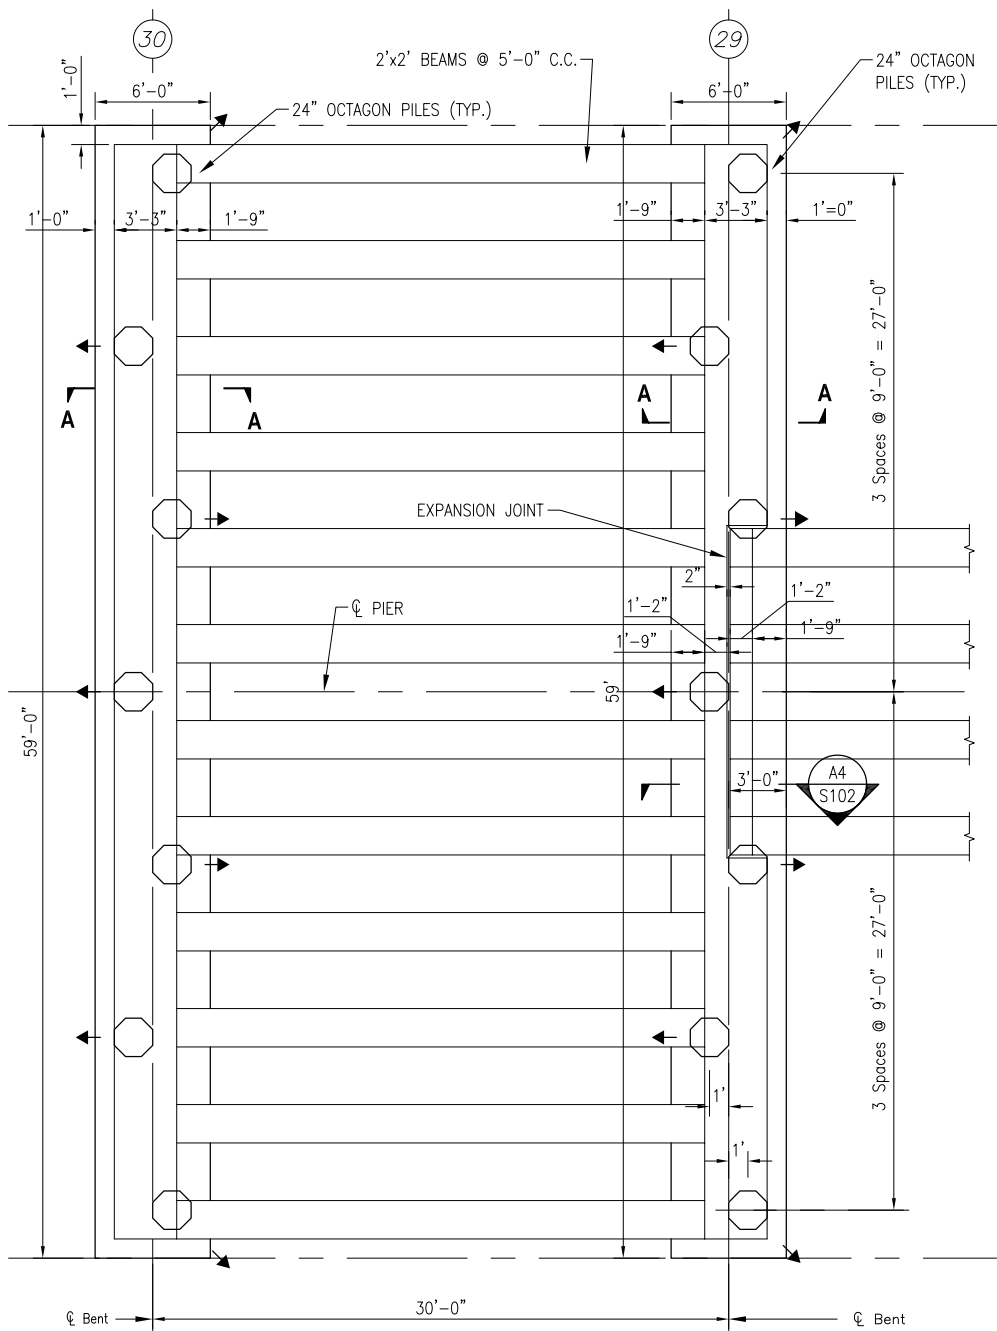 30
29
2'x2' BEAMS @ 5'-0" C.C.
24" OCTAGON
PILES (TYP.)
1'-0"
6'-0"
6'-0"
24" OCTAGON PILES (TYP.)
1'-0"
3'-3"
1'-9"
1'-9"
3'-3"
1'=0"
3 Spaces @ 9'-0" = 27'-0"
A
A
A
A
EXPANSION JOINT
2"
1'-2"
1'-2"
℄ PIER
1'-9"
1'-9"
59'-0"
59'
3'-0"
A4
S102
3 Spaces @ 9'-0" = 27'-0"
1'
1'
30'-0"
℄ Bent
℄ Bent